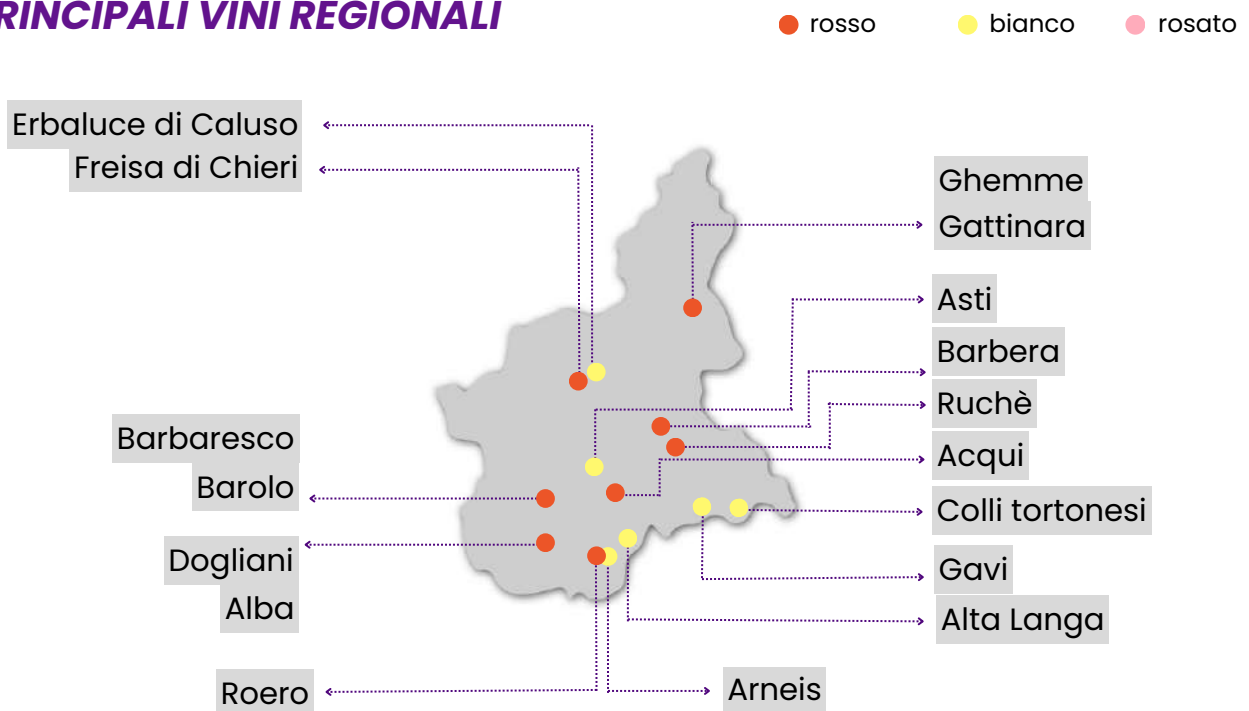 RINCIPALI VINI REGIONALI
rosso
bianco
rosato
Erbaluce di Caluso
Freisa di Chieri
Ghemme
Gattinara
Asti
Barbera
Ruchè
Acqui
Colli tortonesi
Gavi
Alta Langa
Barbaresco
Barolo
Dogliani
Alba
Roero
Arneis